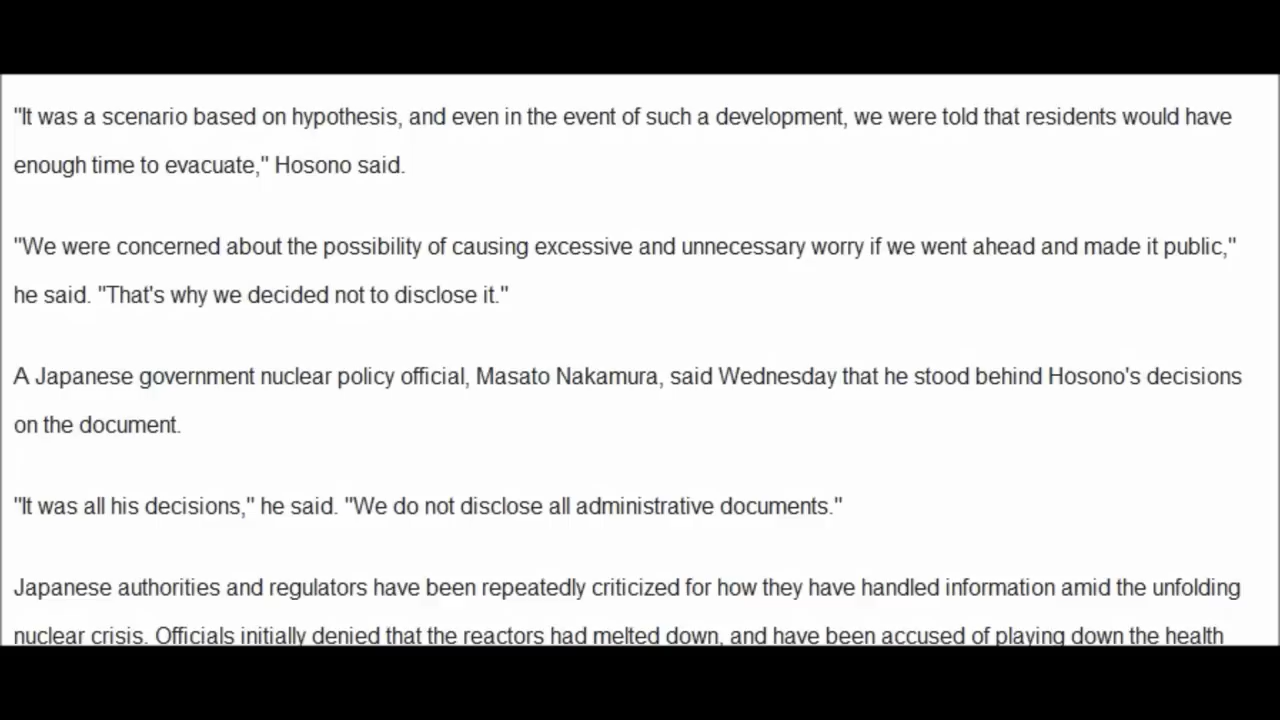 "It was a scenario based on hypothesis, and even in the event of such a development, we were told that residents would have
enough time to evacuate," Hosono said.
"We were concerned about the possibility of causing excessive and unnecessary worry if we went ahead and made it public,"
he said. "That's why we decided not to disclose it."
A Japanese government nuclear policy official, Masato Nakamura, said Wednesday that he stood behind Hosono's decisions
on the document.
"It was all his decisions," he said. "We do not disclose all administrative documents."
Japanese authorities and regulators have been repeatedly criticized for how they have handled information amid the unfolding
nuclear crisis. Officials initially denied that the reactors had melted down, and have been accused of playing down the health